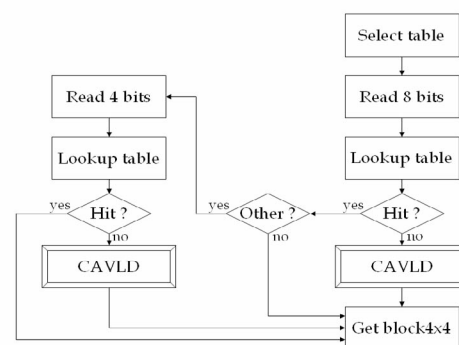 Select table
Read 4 bits
Read 8 bits
Lookup table
Lookup table
yes
Hit ?
no
yes
Other ?
no
yes
Hit ?
no
CAVLD
CAVLD
Get block4x4